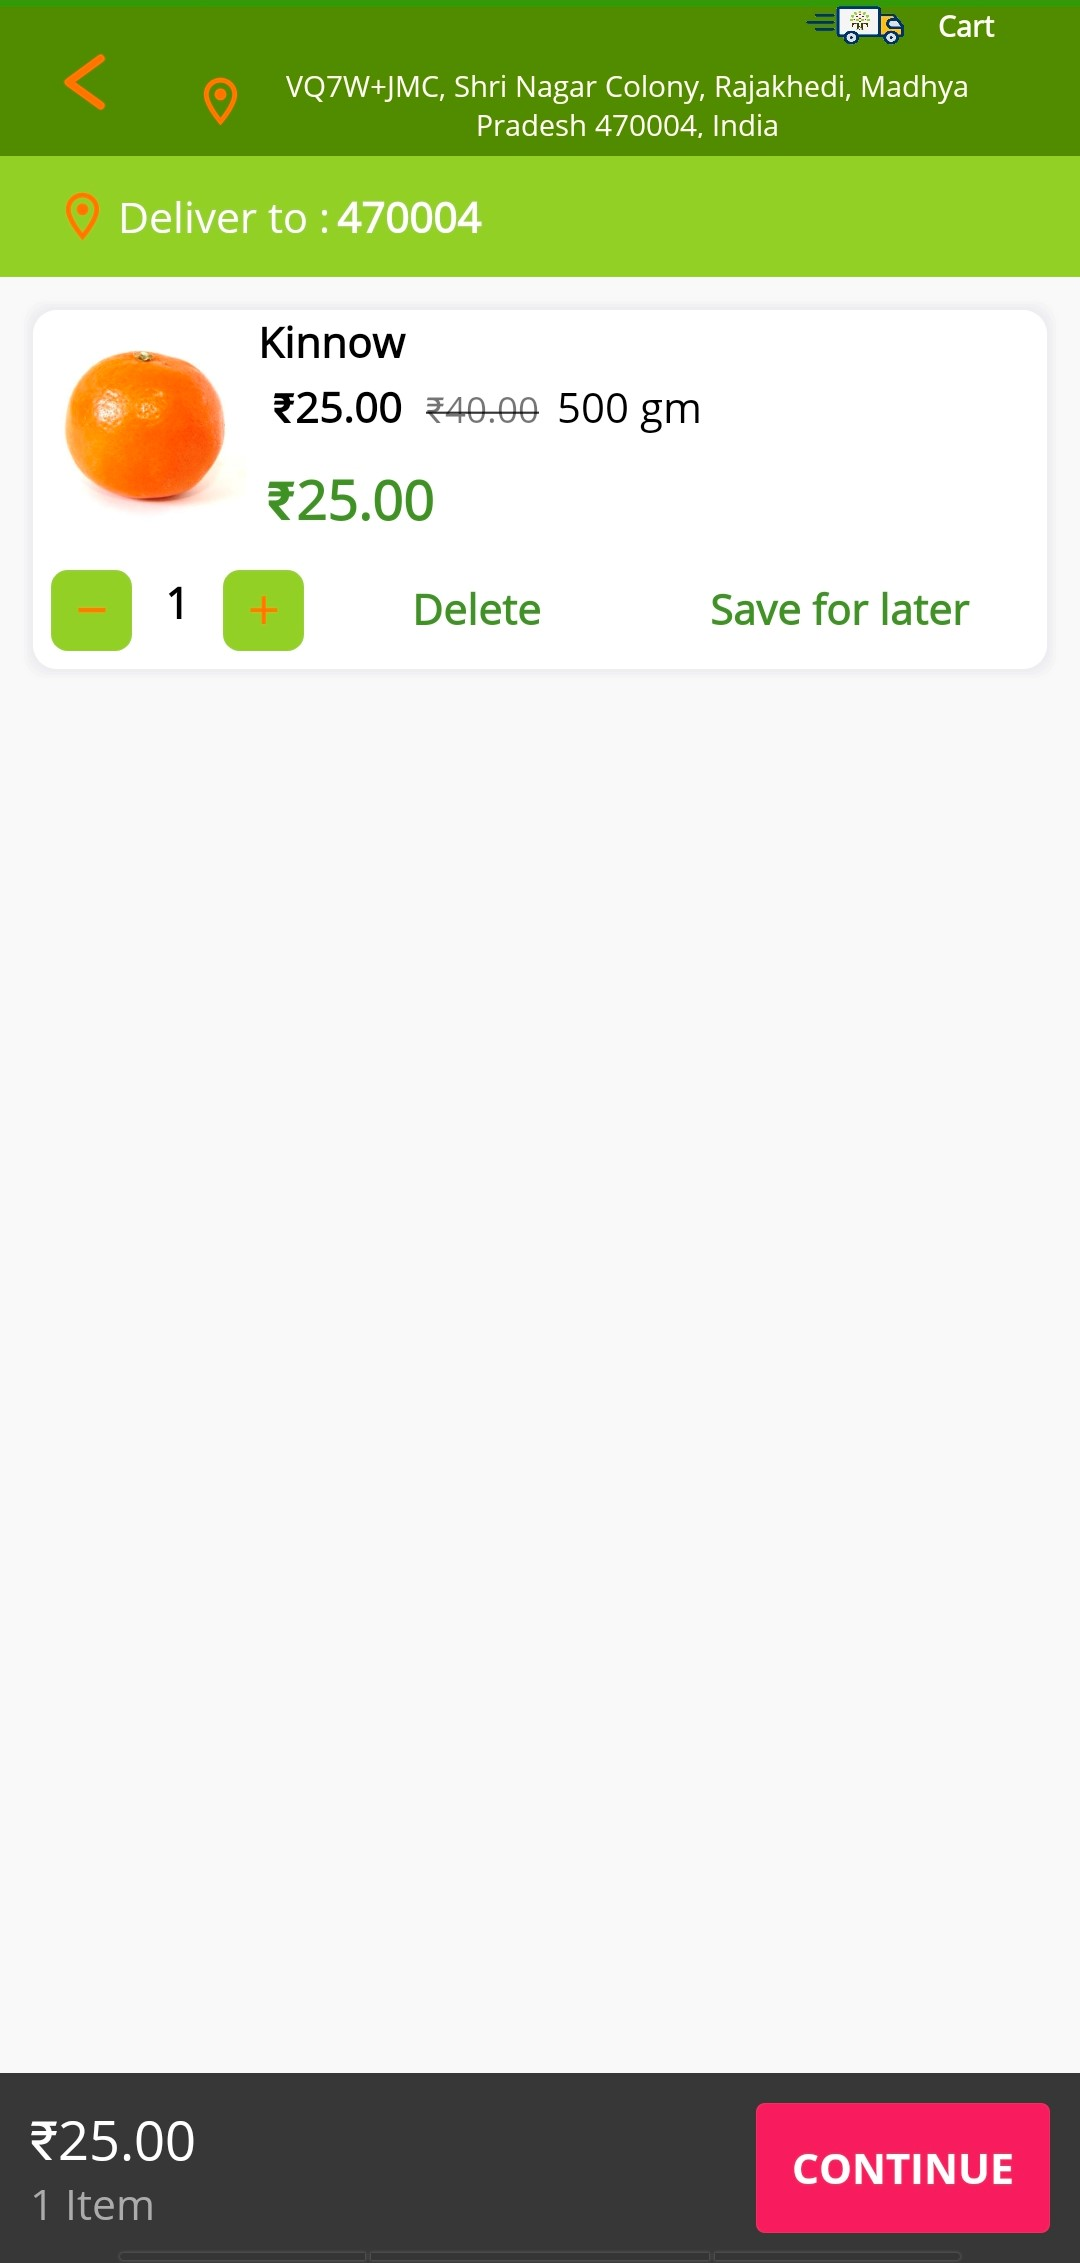 Cart
VQ7W+JMC, Shri Nagar Colony, Rajakhedi, Madhya
Pradesh 470004, India
Deliver to : 470004
Kinnow
₹25.00 ₹40.00 500 gm
₹25.00
− 1 + Delete Save for later
₹25.00
1 Item
CONTINUE